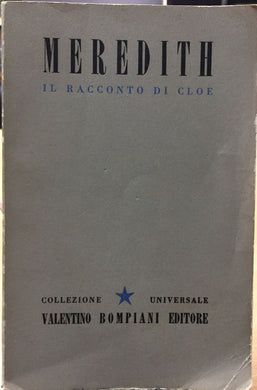 MEREDITH
IL RACCONTO DI CLOE
COLLEZIONE UNIVERSALE
VALENTINO BOMPIANI EDITORE